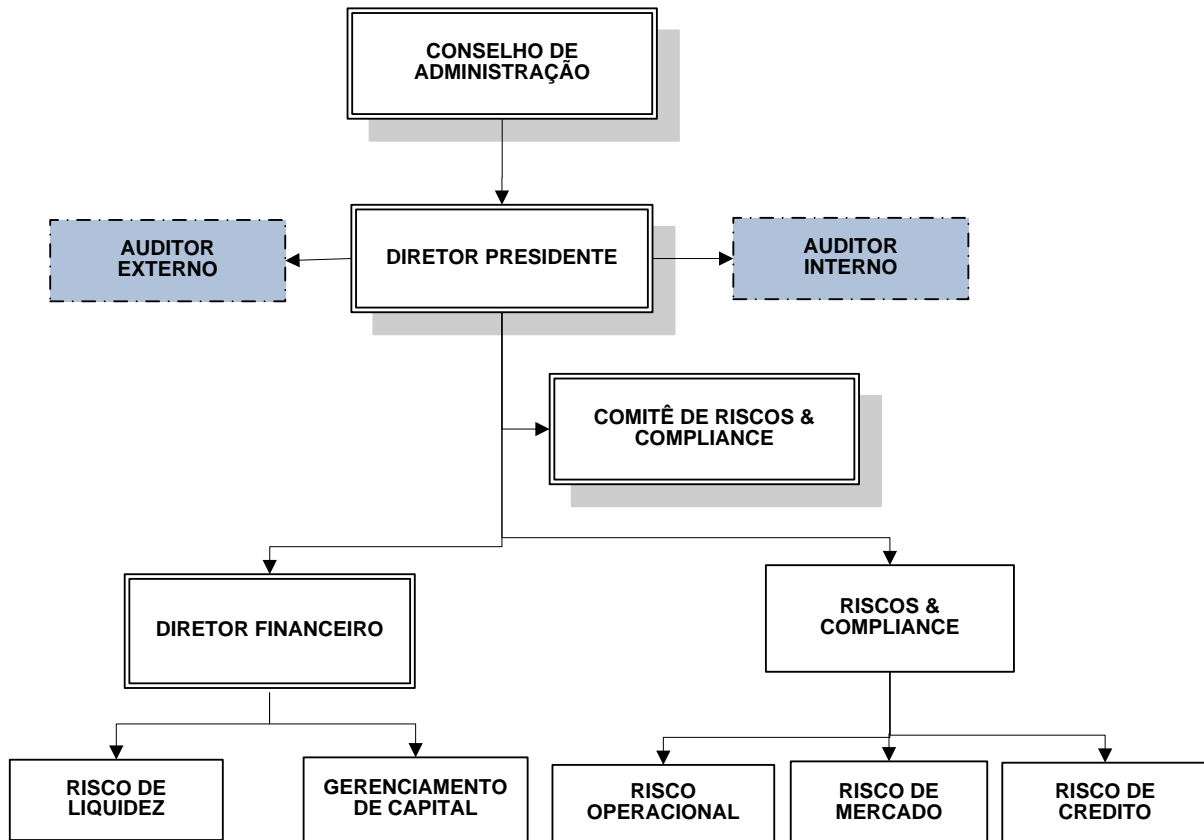 CONSELHO DE
ADMINISTRAÇÃO
AUDITOR
EXTERNO
DIRETOR PRESIDENTE
AUDITOR
INTERNO
COMITÊ DE RISCOS &
COMPLIANCE
DIRETOR FINANCEIRO
RISCOS &
COMPLIANCE
RISCO DE
LIQUIDEZ
GERENCIAMENTO
DE CAPITAL
RISCO
OPERACIONAL
RISCO DE
MERCADO
RISCO DE
CREDITO